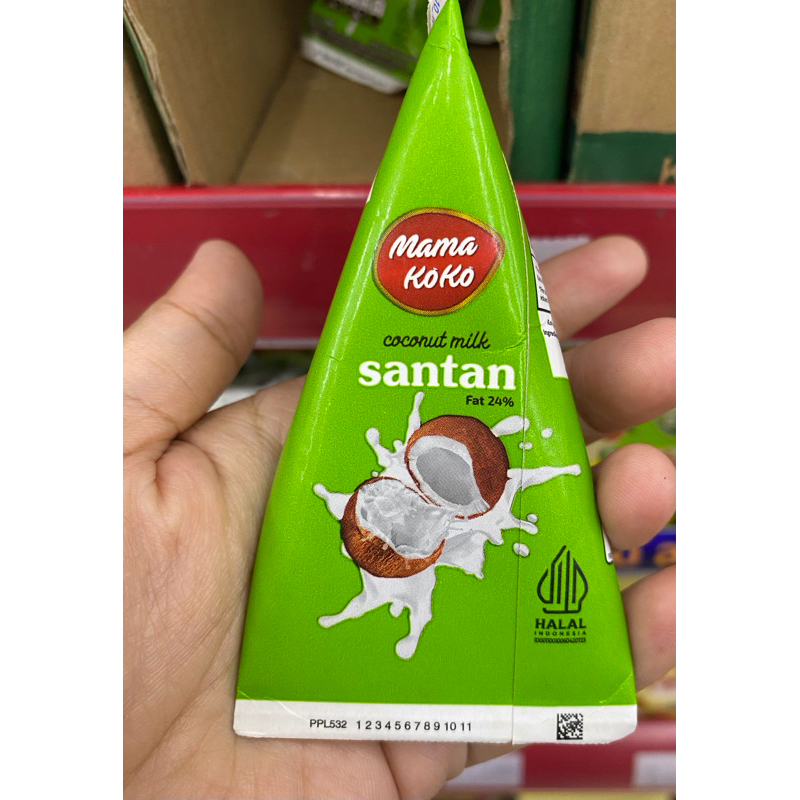 Mama
KoKo
coconut milk
santan
Fat 24%
HALAL
INDONESIA
PPL532 1 2 3 4 5 6 7 8 9 10 11